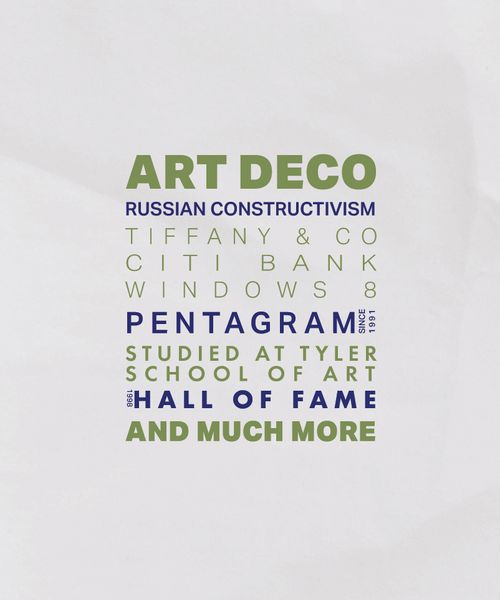 ART DECO
RUSSIAN CONSTRUCTIVISM
TIFFANY & CO
CITI BANK
WINDOWS 8
PENTAGRAM SINCE 1991
STUDIED AT TYLER
SCHOOL OF ART
1998 HALL OF FAME
AND MUCH MORE